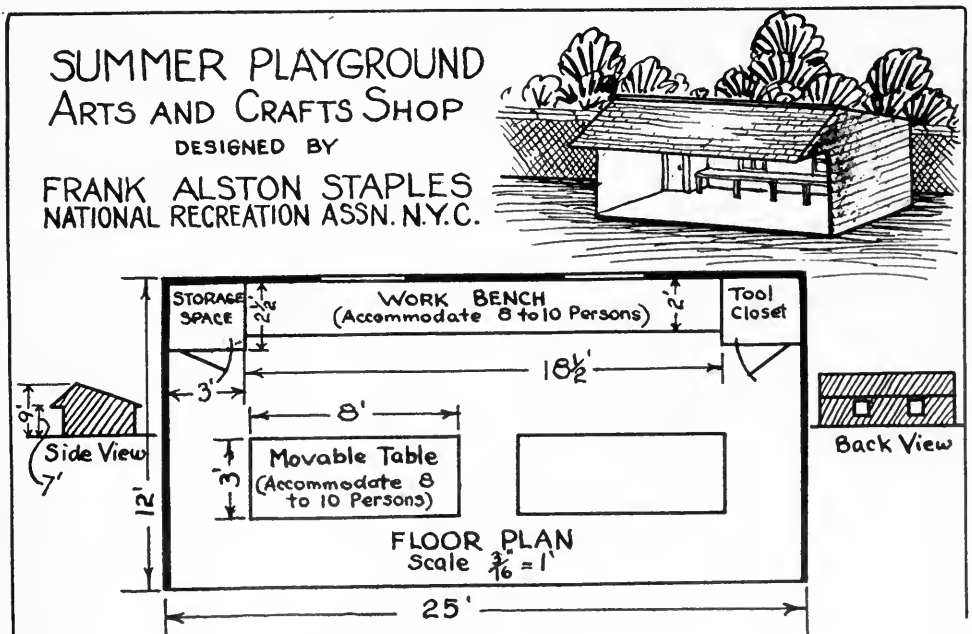 SUMMER PLAYGROUND
ARTS AND CRAFTS SHOP
DESIGNED BY
FRANK ALSTON STAPLES
NATIONAL RECREATION ASSN. N.Y.C.
STORAGE
SPACE
2½'
WORK BENCH
(Accommodate 8 to 10 Persons)
2'
Tool
Closet
18½'
3'
9'
7'
Side View
Back View
8'
3'
Movable Table
(Accommodate 8
to 10 Persons)
12'
FLOOR PLAN
Scale 3/16" = 1'
25'